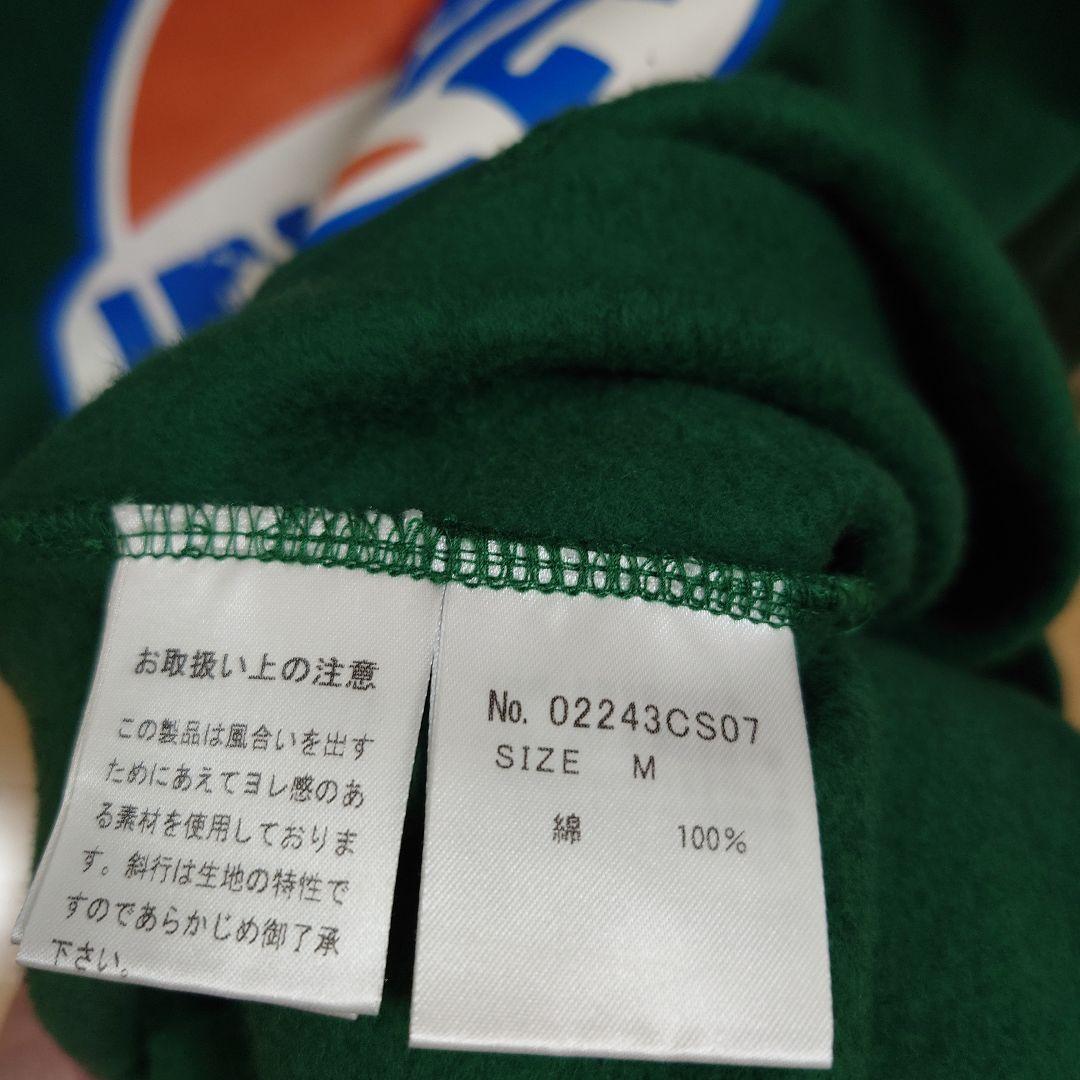 お取扱い上の注意
この製品は風合いを出す
ためにあえてヨレ感のあ
る素材を使用しておりま
す。斜行は生地の特性で
すのであらかじめ御了承
下さい。
No. 02243CS07
SIZE M
綿 100%